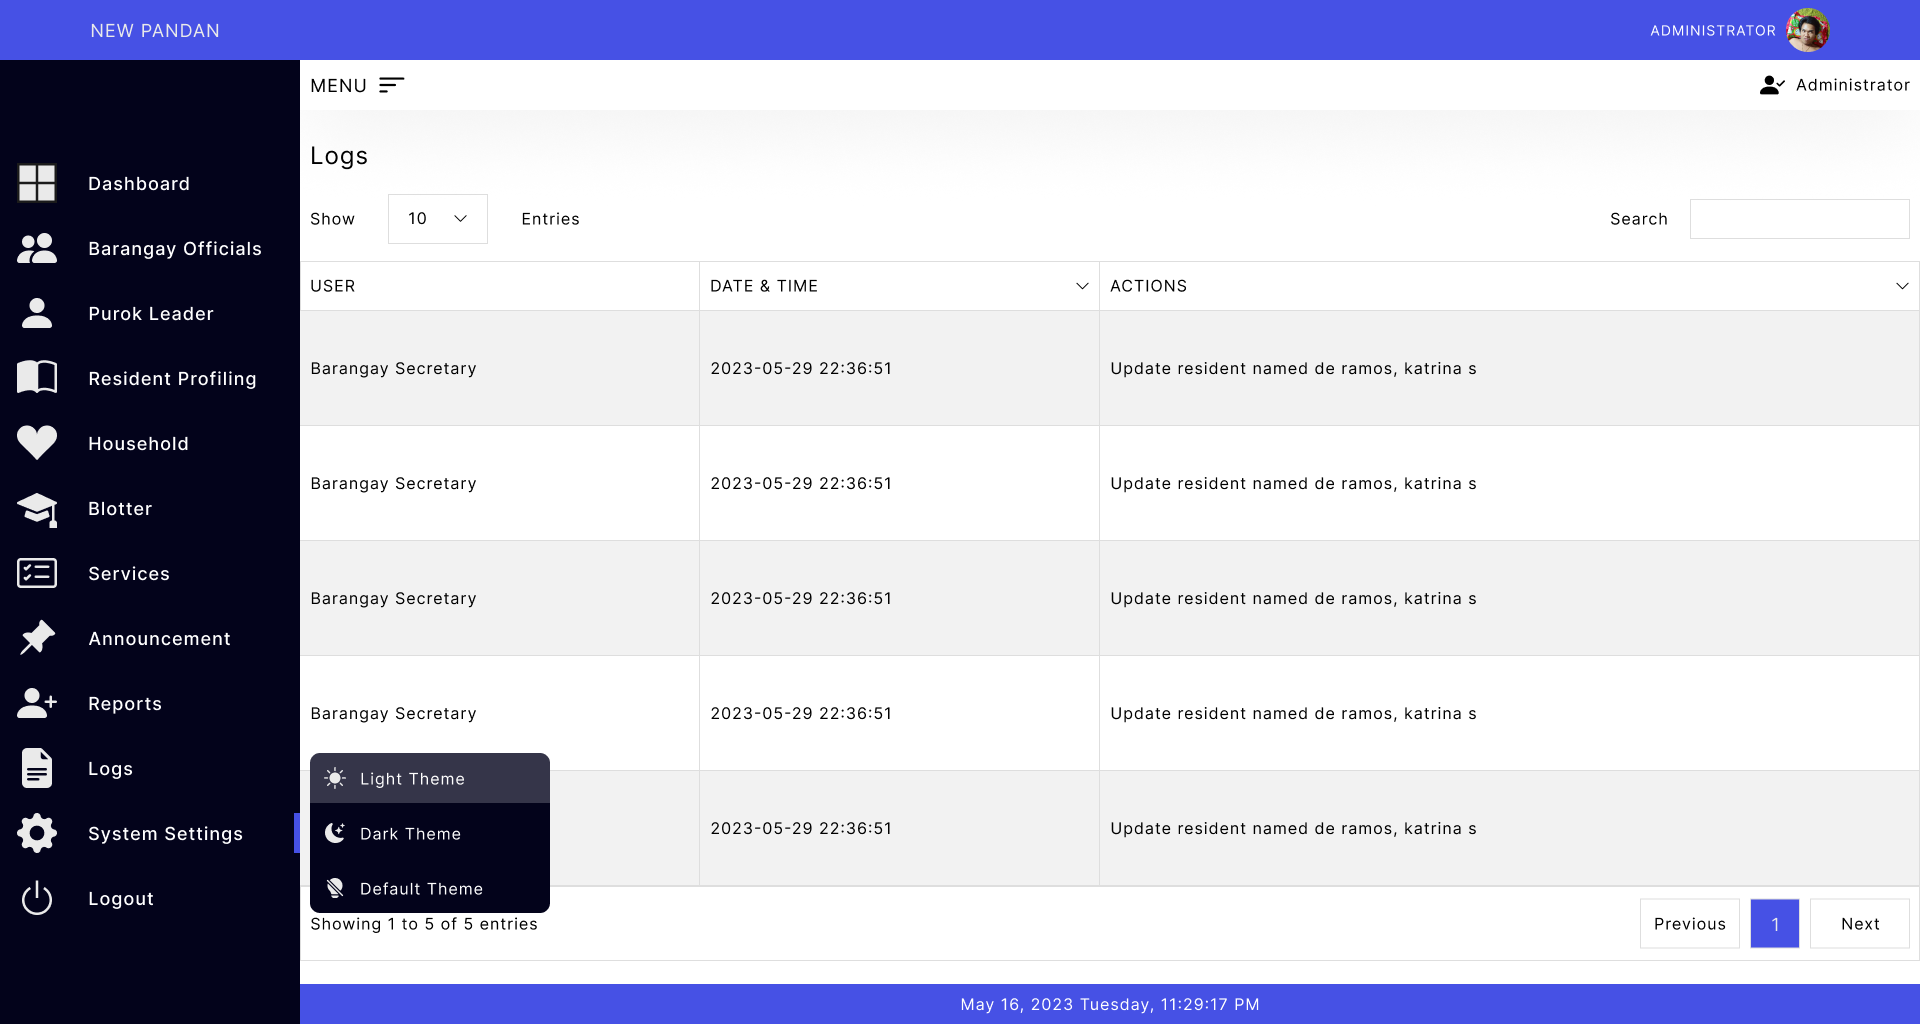 NEW PANDAN
ADMINISTRATOR
MENU
Administrator
Dashboard
Barangay Officials
Purok Leader
Resident Profiling
Household
Blotter
Services
Announcement
Reports
Logs
System Settings
Logout
Logs
Show 10 Entries
Search
USER DATE & TIME ACTIONS
Barangay Secretary 2023-05-29 22:36:51 Update resident named de ramos, katrina s
Barangay Secretary 2023-05-29 22:36:51 Update resident named de ramos, katrina s
Barangay Secretary 2023-05-29 22:36:51 Update resident named de ramos, katrina s
Barangay Secretary 2023-05-29 22:36:51 Update resident named de ramos, katrina s
2023-05-29 22:36:51 Update resident named de ramos, katrina s
Light Theme
Dark Theme
Default Theme
Showing 1 to 5 of 5 entries
Previous 1 Next
May 16, 2023 Tuesday, 11:29:17 PM